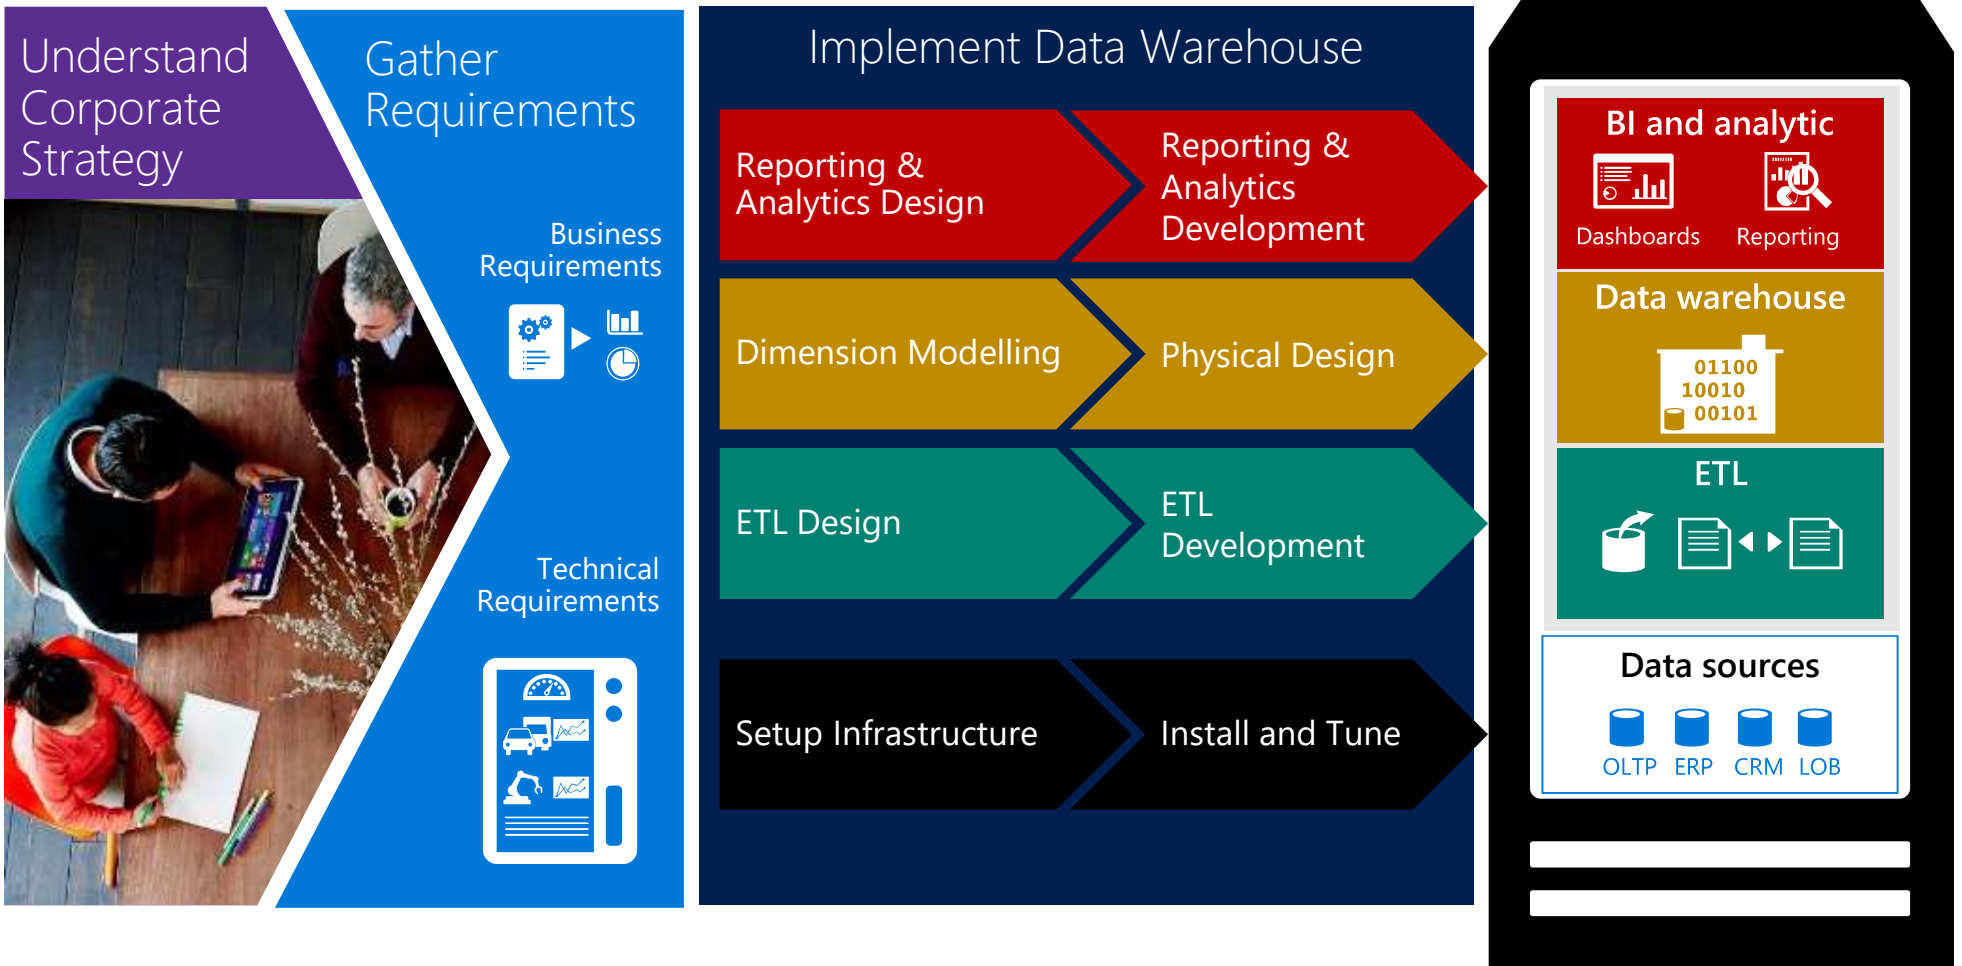 Understand
Corporate
Strategy
Gather
Requirements
Business
Requirements
Technical
Requirements
Implement Data Warehouse
Reporting &
Analytics Design
Reporting &
Analytics
Development
Dimension Modelling
Physical Design
ETL Design
ETL
Development
Setup Infrastructure
Install and Tune
BI and analytic
Dashboards
Reporting
Data warehouse
01100
10010
00101
ETL
Data sources
OLTP
ERP
CRM
LOB